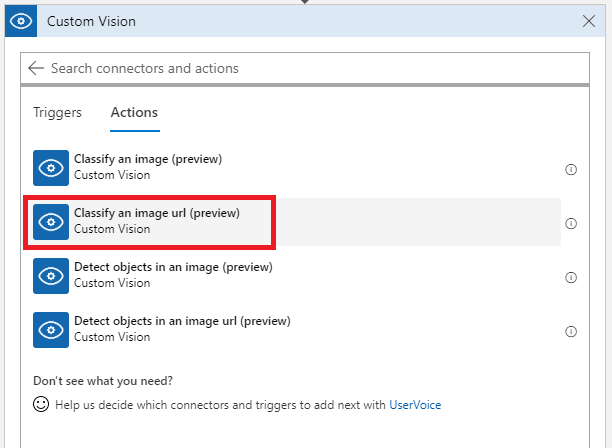 Custom Vision
Search connectors and actions
Triggers Actions
Classify an image (preview)
Custom Vision
Classify an image url (preview)
Custom Vision
Detect objects in an image (preview)
Custom Vision
Detect objects in an image url (preview)
Custom Vision
Don't see what you need?
Help us decide which connectors and triggers to add next with UserVoice